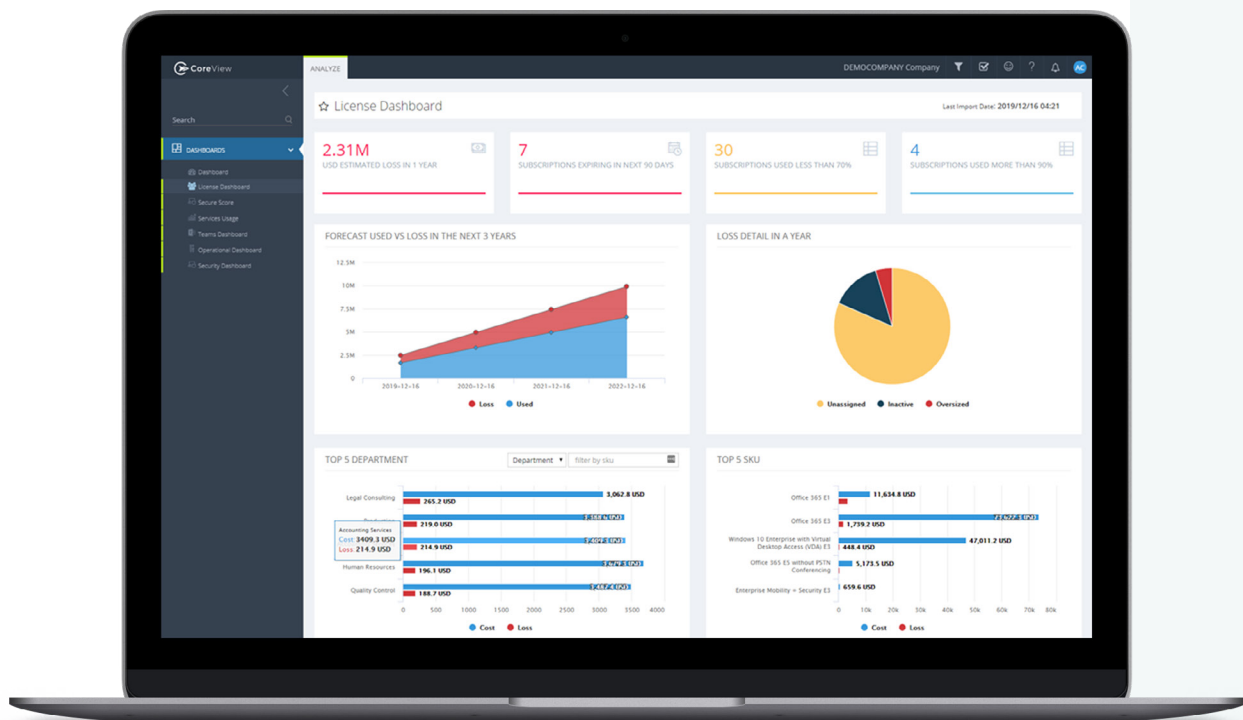 CoreView
ANALYZE
DEMOCOMPANY Company
?
AC
Search
DASHBOARDS
Dashboard
License Dashboard
Secure Score
Services Usage
Teams Dashboard
Operational Dashboard
Security Dashboard
License Dashboard
Last Import Date: 2019/12/16 04:21
2.31M
USD ESTIMATED LOSS IN 1 YEAR
7
SUBSCRIPTIONS EXPIRING IN NEXT 90 DAYS
30
SUBSCRIPTIONS USED LESS THAN 70%
4
SUBSCRIPTIONS USED MORE THAN 90%
FORECAST USED VS LOSS IN THE NEXT 3 YEARS
12.5M
10M
7.5M
5M
2.5M
0
2019-12-16 2020-12-16 2021-12-16 2022-12-16
Loss Used
LOSS DETAIL IN A YEAR
Unassigned Inactive Oversized
TOP 5 DEPARTMENT
Department
filter by sku
Legal Consulting
3,062.8 USD
265.2 USD
219.0 USD
Accounting Services
Cost 3409.3 USD
Loss 214.9 USD
214.9 USD
Human Resources
196.1 USD
Quality Control
188.7 USD
0 500 1000 1500 2000 2500 3000 3500 4000
Cost Loss
TOP 5 SKU
Office 365 E1
11,634.8 USD
Office 365 E3
1,739.2 USD
Windows 10 Enterprise with Virtual
Desktop Access (VDA) E3
47,011.2 USD
448.4 USD
Office 365 E5 without PSTN
Conferencing
5,173.5 USD
Enterprise Mobility + Security E3
659.6 USD
0 10k 20k 30k 40k 50k 60k 70k 80k
Cost Loss